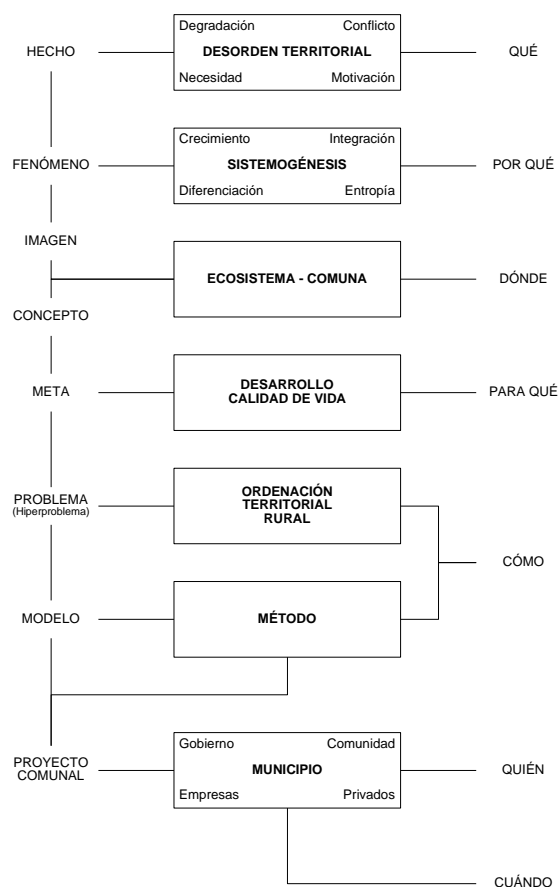 Degradación Conflicto
HECHO DESORDEN TERRITORIAL QUÉ
Necesidad Motivación
Crecimiento Integración
FENÓMENO SISTEMOGÉNESIS POR QUÉ
Diferenciación Entropía
IMAGEN
ECOSISTEMA - COMUNA DÓNDE
CONCEPTO
DESARROLLO
META CALIDAD DE VIDA PARA QUÉ
ORDENACIÓN
PROBLEMA TERRITORIAL
(Hiperproblema) RURAL
CÓMO
MODELO MÉTODO
Gobierno Comunidad
PROYECTO
COMUNAL MUNICIPIO QUIÉN
Empresas Privados
CUÁNDO